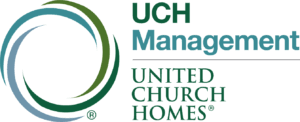 UCH
Management
UNITED
CHURCH
HOMES®
®